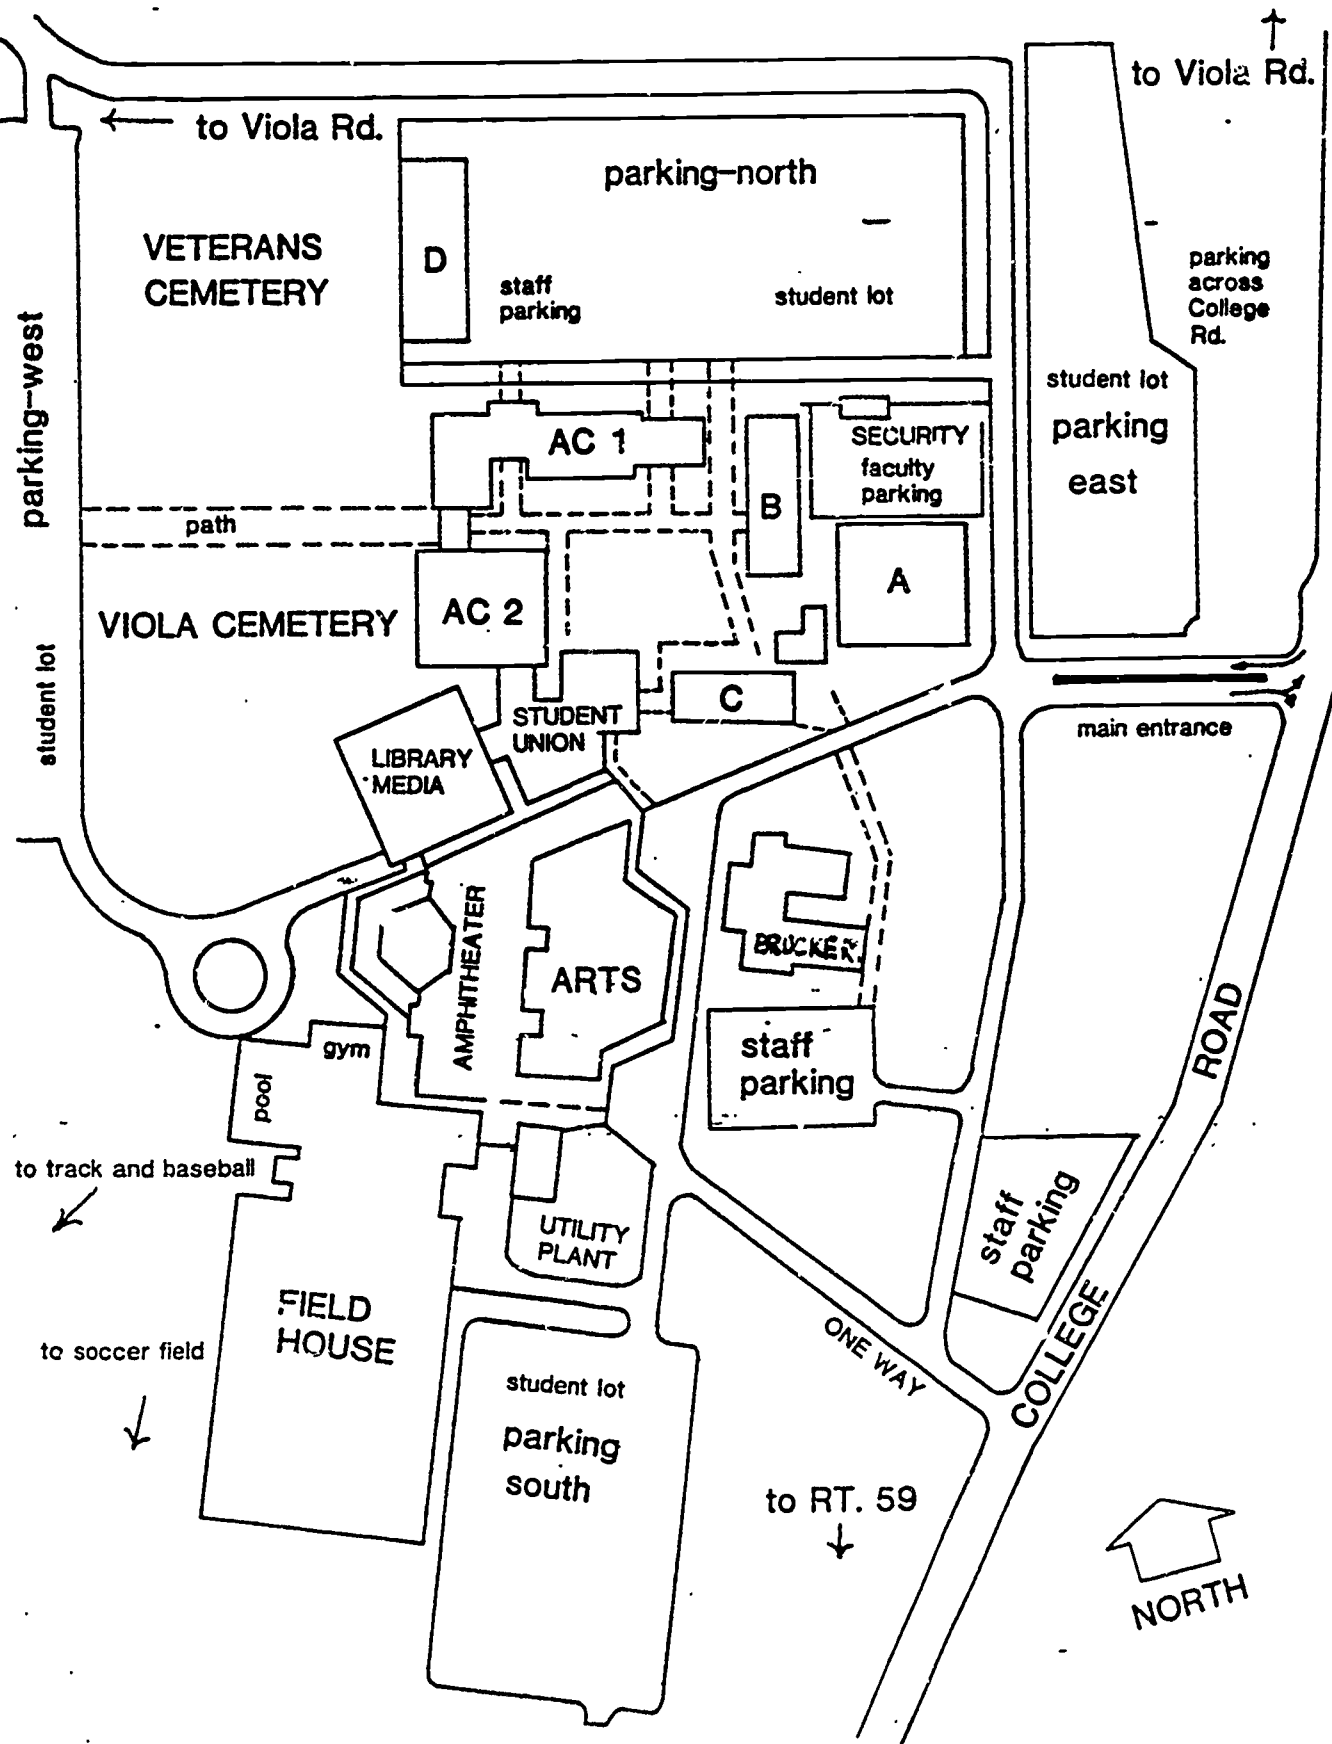 to Viola Rd.
to Viola Rd.
parking-north
VETERANS
CEMETERY
D
staff
parking
student lot
parking
across
College
Rd.
parking-west
student lot
parking
east
AC 1
SECURITY
faculty
parking
B
path
A
AC 2
VIOLA CEMETERY
student lot
C
STUDENT
UNION
main entrance
LIBRARY
MEDIA
AMPHITHEATER
ARTS
BRUCKER
staff
parking
gym
pool
ROAD
to track and baseball
staff
parking
UTILITY
PLANT
FIELD
HOUSE
to soccer field
ONE WAY
COLLEGE
student lot
parking
south
to RT. 59
NORTH